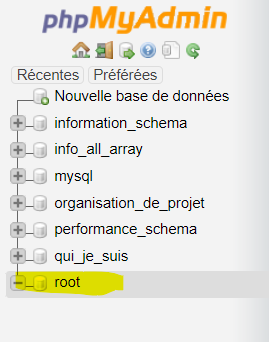 phpMyAdmin
Récentes Préférées
Nouvelle base de données
information_schema
info_all_array
mysql
organisation_de_projet
performance_schema
qui_je_suis
root